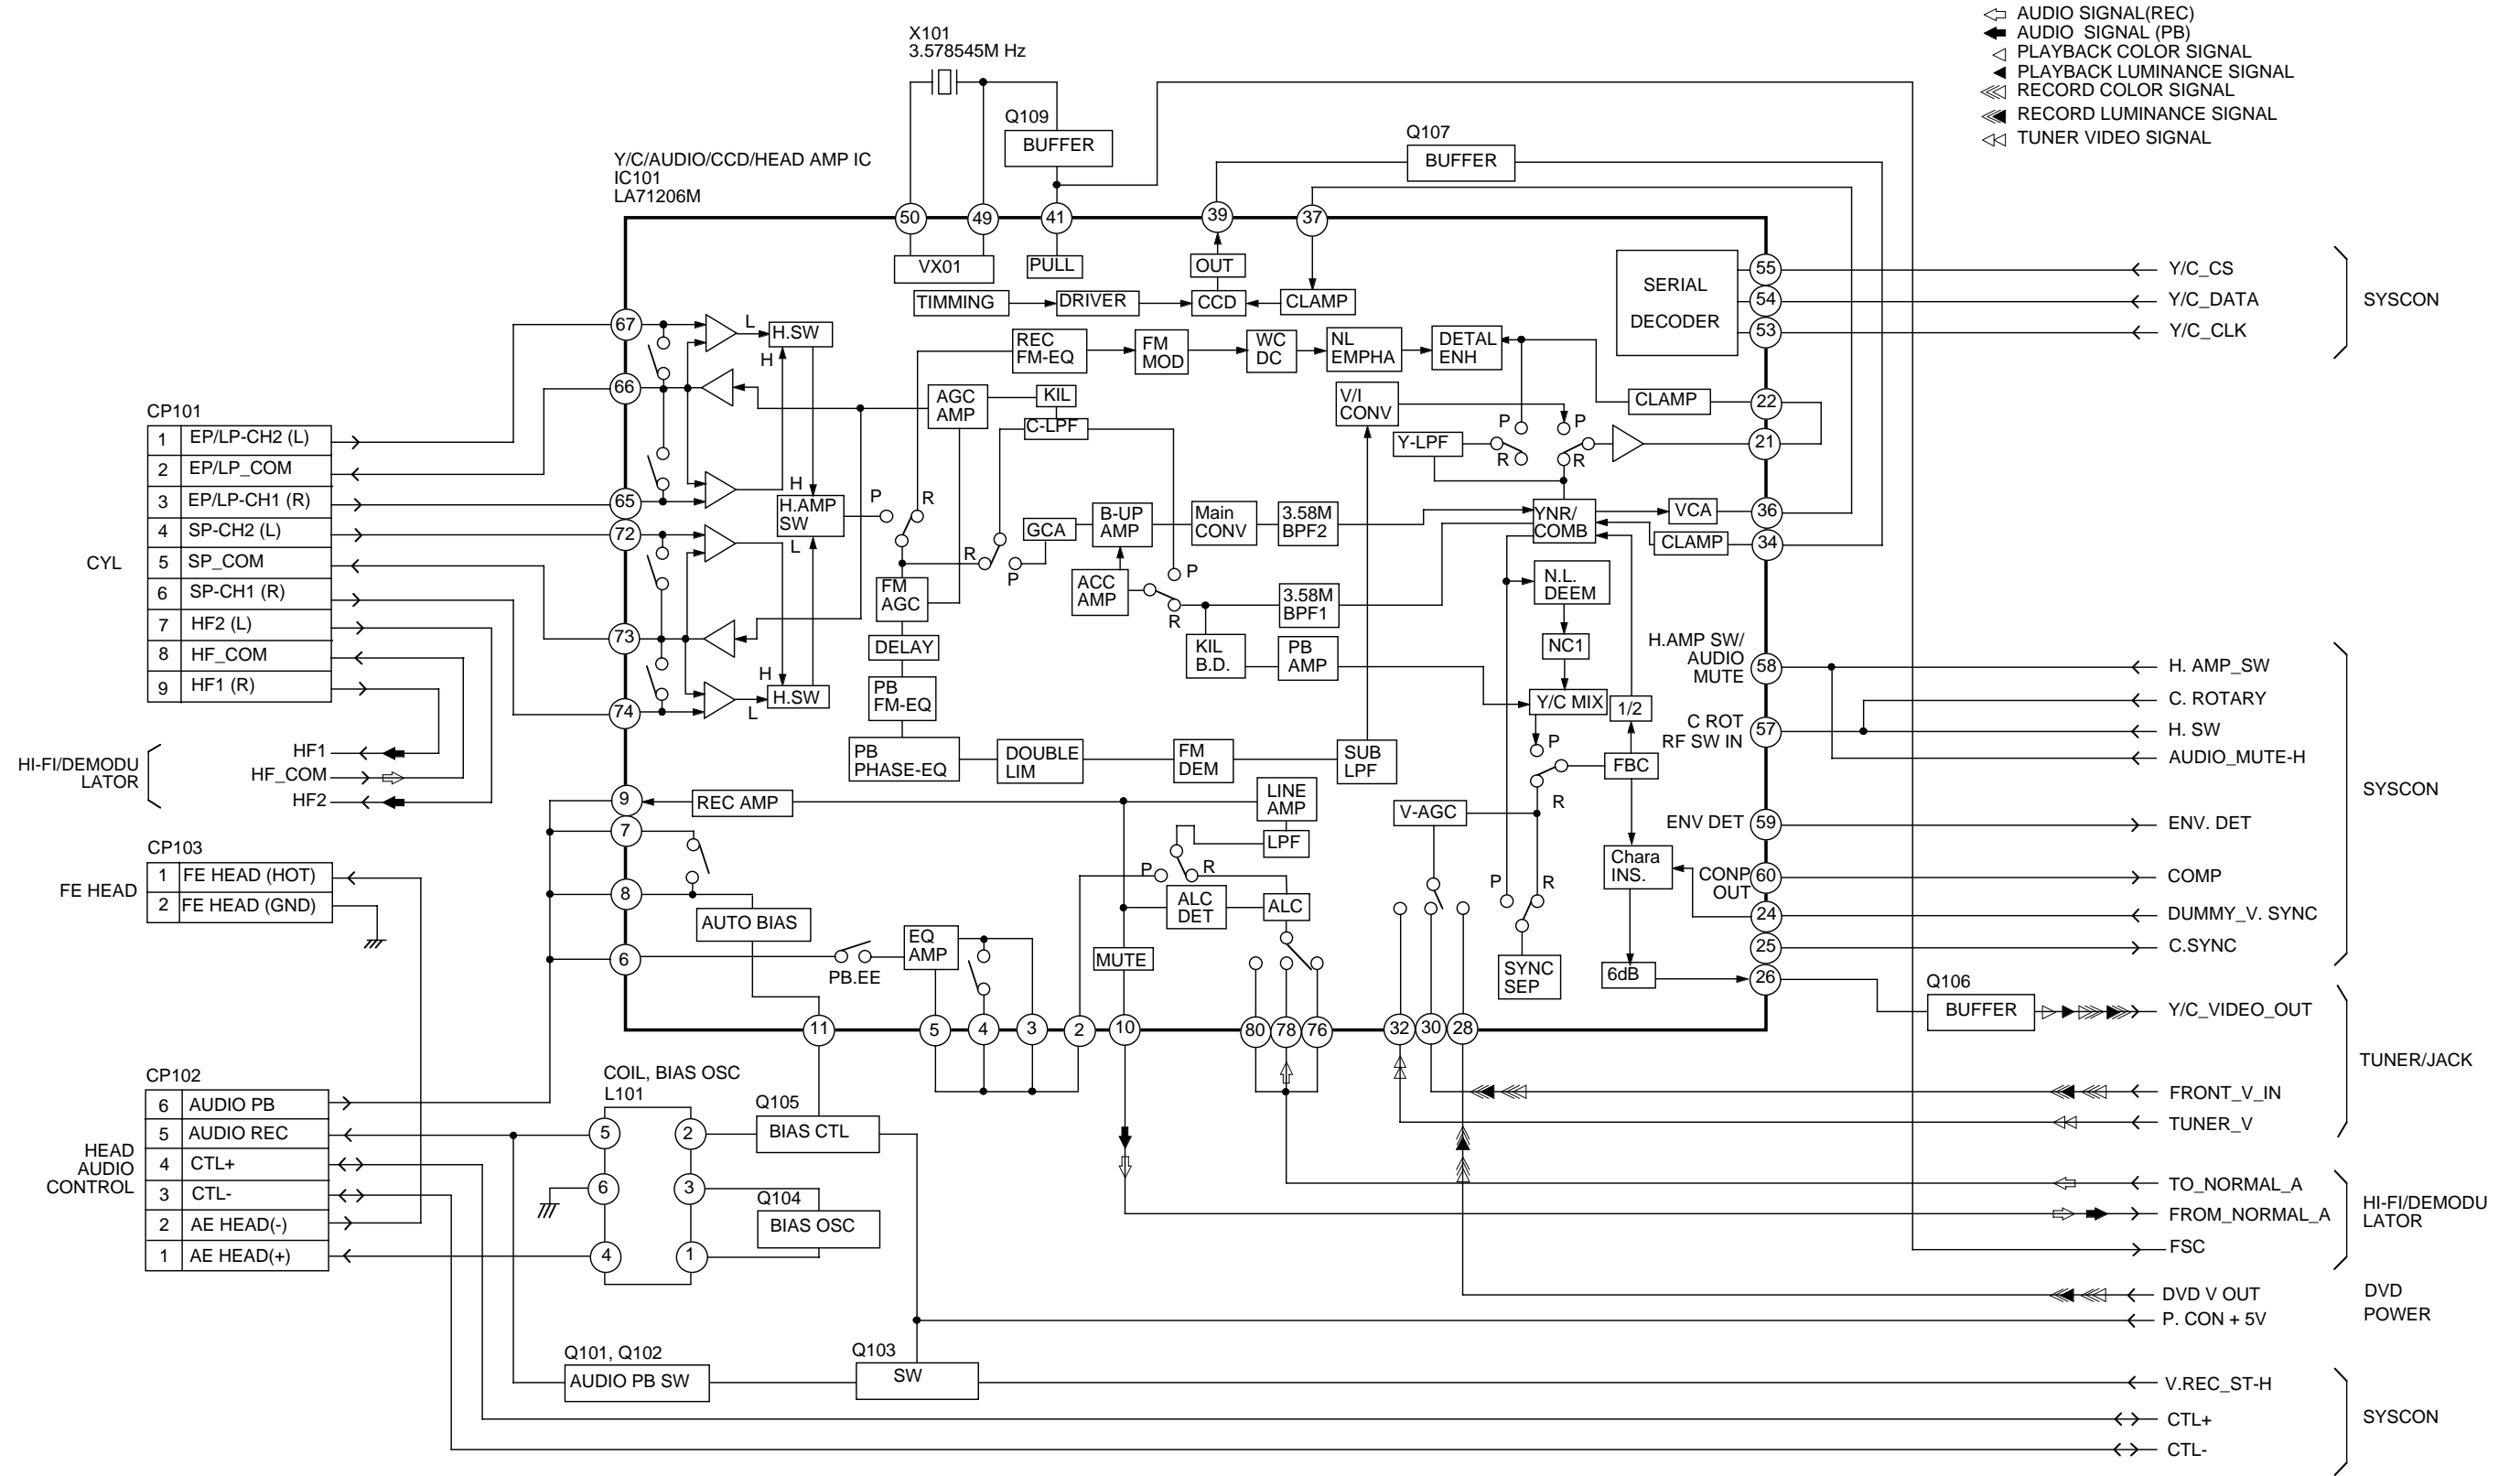 AUDIO SIGNAL(REC)
AUDIO SIGNAL (PB)
PLAYBACK COLOR SIGNAL
PLAYBACK LUMINANCE SIGNAL
RECORD COLOR SIGNAL
RECORD LUMINANCE SIGNAL
TUNER VIDEO SIGNAL
X101
3.578545M Hz
Q109
BUFFER
Q107
BUFFER
Y/C/AUDIO/CCD/HEAD AMP IC
IC101
LA71206M
50
49
41
39
37
VX01
PULL
OUT
TIMMING
DRIVER
CCD
CLAMP
SERIAL
DECODER
55
54
53
Y/C_CS
Y/C_DATA
Y/C_CLK
SYSCON
67
66
65
72
73
74
L
H.SW
H
H
H.AMP
SW
L
P
R
H
H.SW
L
REC
FM-EQ
FM
MOD
WC
DC
NL
EMPHA
DETAL
ENH
AGC
AMP
KIL
C-LPF
V/I
CONV
CLAMP
22
21
Y-LPF
P
P
R
R
CP101
1 EP/LP-CH2 (L)
2 EP/LP_COM
3 EP/LP-CH1 (R)
4 SP-CH2 (L)
5 SP_COM
6 SP-CH1 (R)
7 HF2 (L)
8 HF_COM
9 HF1 (R)
CYL
GCA
B-UP
AMP
Main
CONV
3.58M
BPF2
YNR/
COMB
VCA
36
CLAMP
34
R
P
P
R
FM
AGC
ACC
AMP
3.58M
BPF1
N.L.
DEEM
DELAY
KIL
B.D.
PB
AMP
NC1
PB
FM-EQ
Y/C MIX
1/2
PB
PHASE-EQ
DOUBLE
LIM
FM
DEM
SUB
LPF
P
FBC
R
H.AMP SW/
AUDIO
MUTE
58
C ROT
RF SW IN
57
ENV DET
59
CONP
OUT
60
24
25
26
H. AMP_SW
C. ROTARY
H. SW
AUDIO_MUTE-H
ENV. DET
COMP
DUMMY_V. SYNC
C.SYNC
SYSCON
HI-FI/DEMODU
LATOR
HF1
HF_COM
HF2
9
7
8
6
REC AMP
LINE
AMP
LPF
V-AGC
Chara
INS.
P
R
ALC
DET
ALC
P
R
AUTO BIAS
EQ
AMP
PB.EE
MUTE
SYNC
SEP
6dB
CP103
FE HEAD
1 FE HEAD (HOT)
2 FE HEAD (GND)
11
5
4
3
2
10
80
78
76
32
30
28
Q106
BUFFER
Y/C_VIDEO_OUT
FRONT_V_IN
TUNER_V
TUNER/JACK
CP102
6 AUDIO PB
5 AUDIO REC
4 CTL+
3 CTL-
2 AE HEAD(-)
1 AE HEAD(+)
HEAD
AUDIO
CONTROL
COIL, BIAS OSC
L101
5
2
6
3
4
1
Q105
BIAS CTL
Q104
BIAS OSC
TO_NORMAL_A
FROM_NORMAL_A
FSC
HI-FI/DEMODU
LATOR
DVD V OUT
DVD
P. CON + 5V
POWER
Q101, Q102
AUDIO PB SW
Q103
SW
V.REC_ST-H
CTL+
CTL-
SYSCON